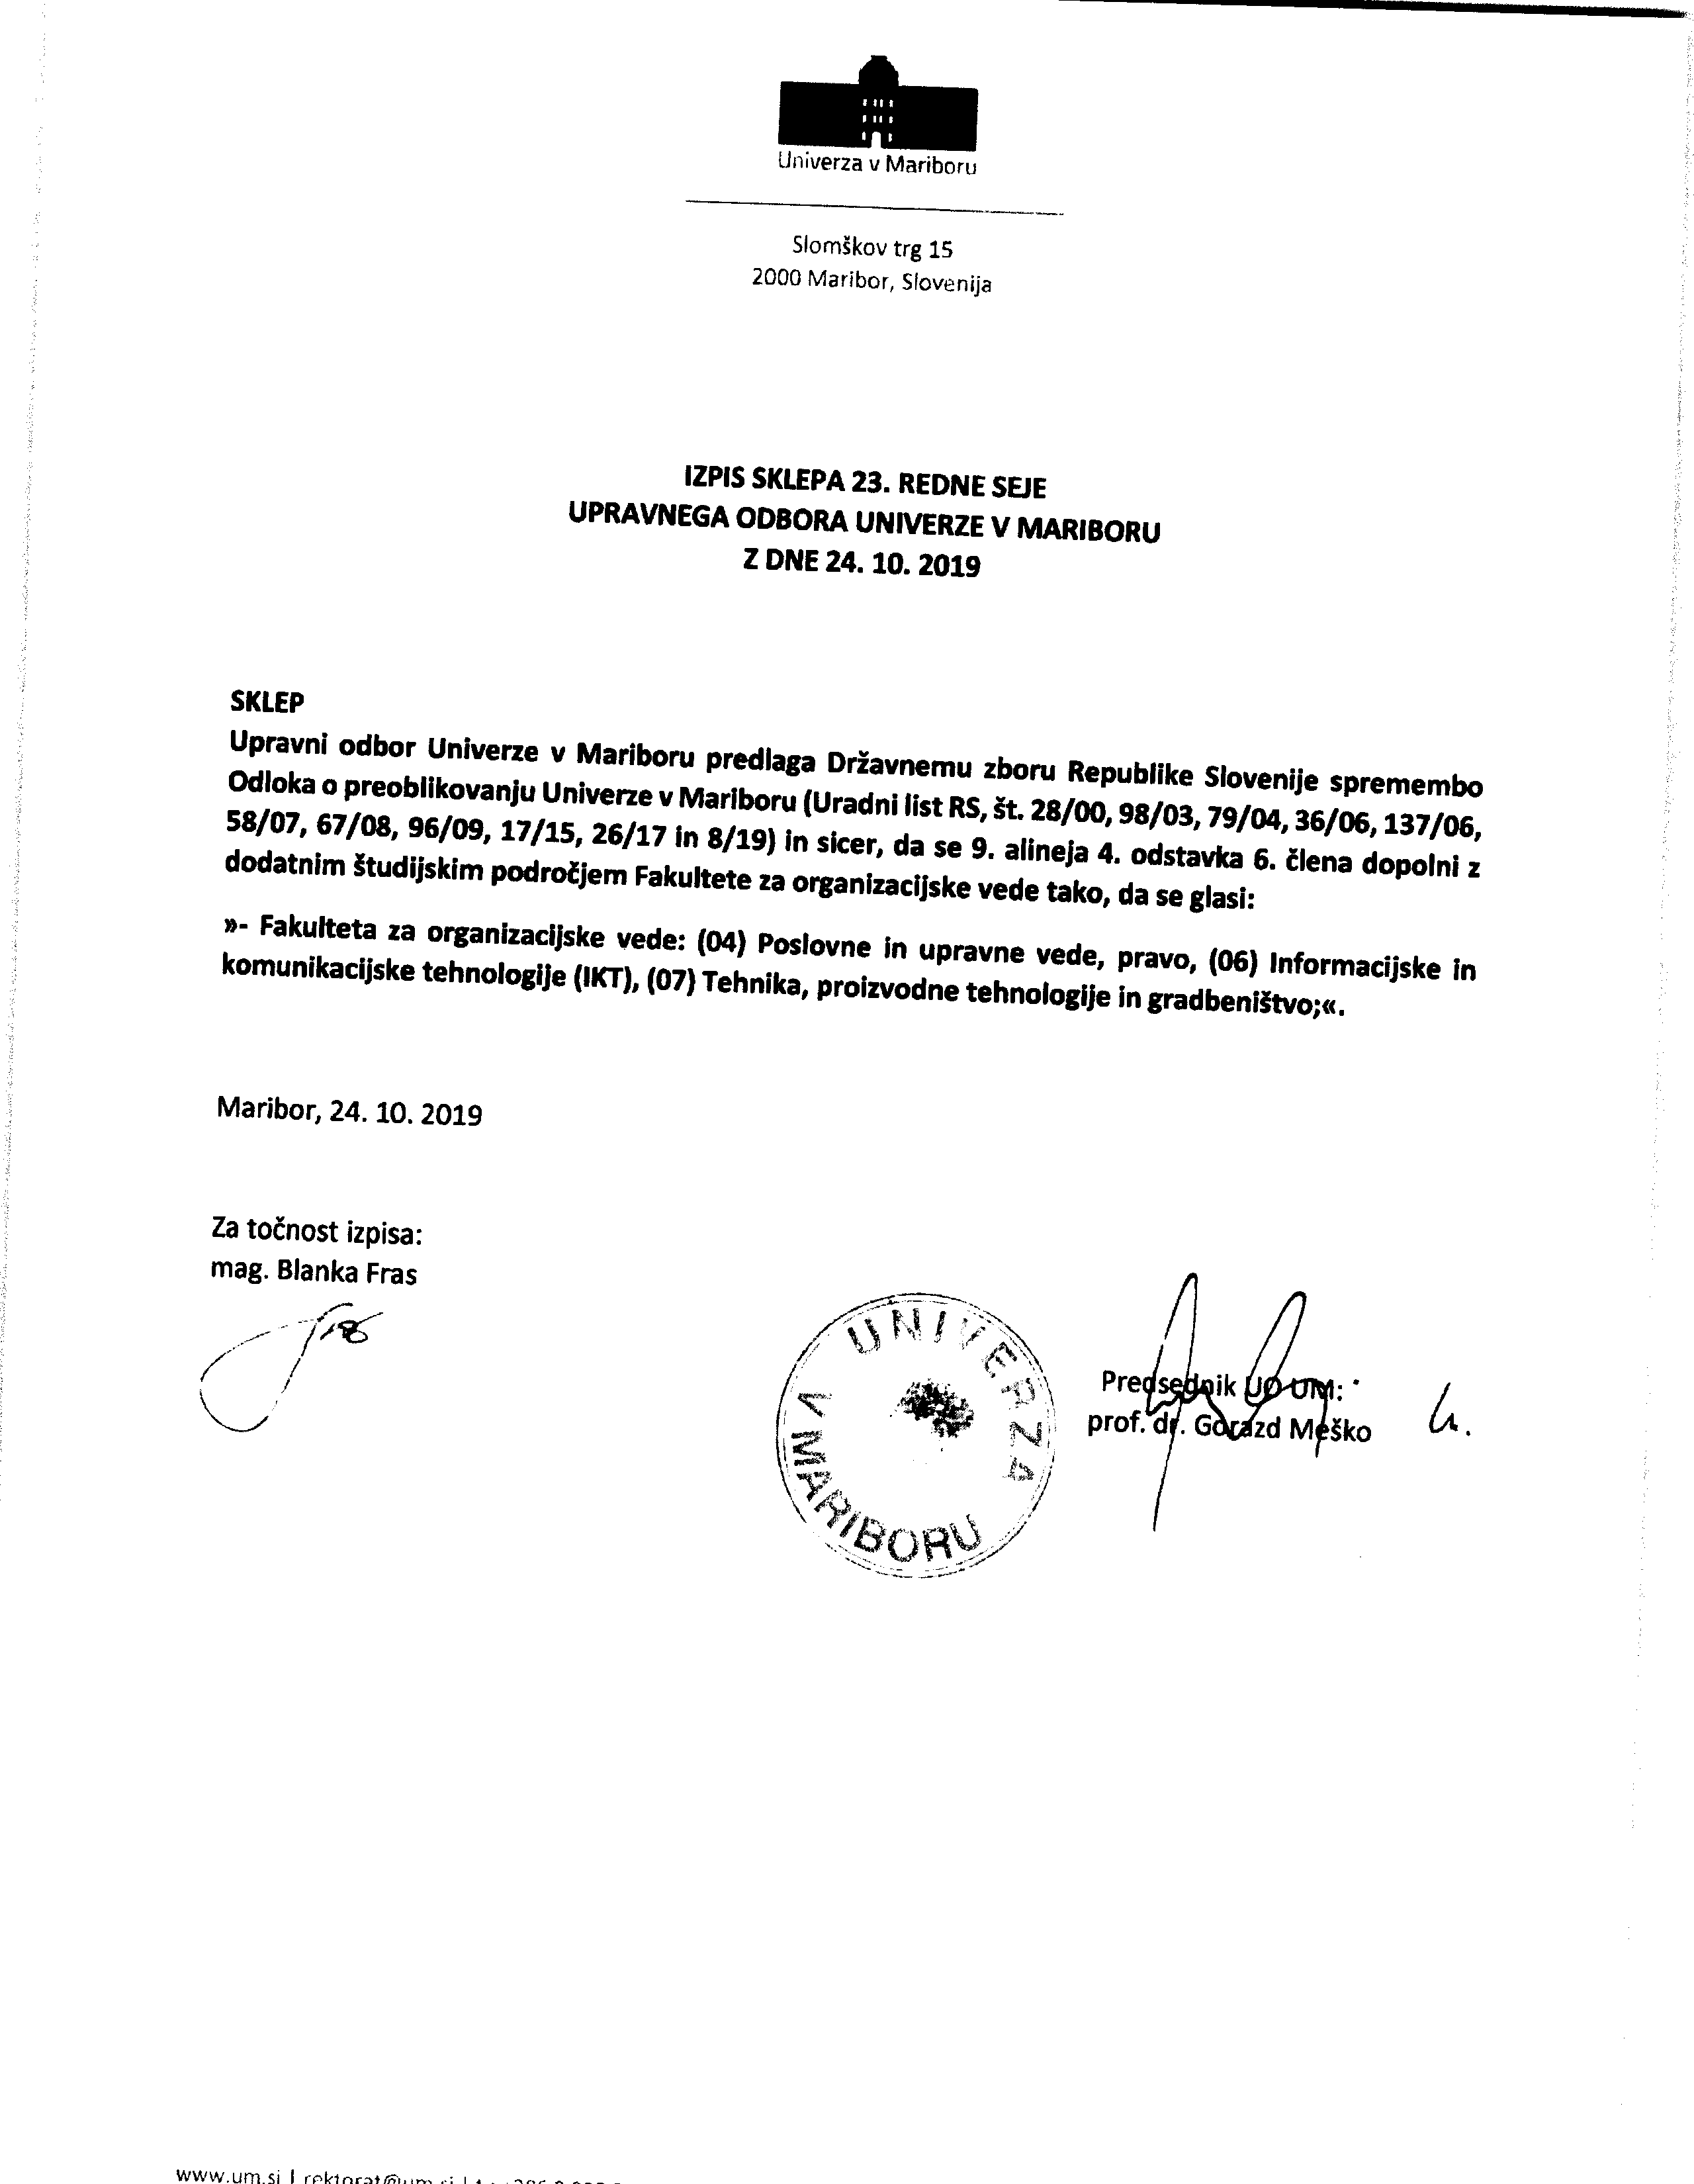 Univerza v Mariboru
Slomškov trg 15
2000 Maribor, Slovenija
IZPIS SKLEPA 23. REDNE SEJE
UPRAVNEGA ODBORA UNIVERZE V MARIBORU
Z DNE 24. 10. 2019
SKLEP
Upravni odbor Univerze v Mariboru predlaga Državnemu zboru Republike Slovenije spremembo
Odloka o preoblikovanju Univerze v Mariboru (Uradni list RS, št. 28/00, 98/03, 79/04, 36/06, 137/06,
58/07, 67/08, 96/09, 17/15, 26/17 in 8/19) in sicer, da se 9. alineja 4. odstavka 6. člena dopolni z
dodatnim študijskim področjem Fakultete za organizacijske vede tako, da se glasi:
»- Fakulteta za organizacijske vede: (04) Poslovne in upravne vede, pravo, (06) Informacijske in
komunikacijske tehnologije (IKT), (07) Tehnika, proizvodne tehnologije in gradbeništvo;«.
Maribor, 24. 10. 2019
Za točnost izpisa:
mag. Blanka Fras
UNIVERZA
V MARIBORU
Predsednik UO UM:
prof. dr. Gorazd Meško
www.um.si | rektorat@um.si |